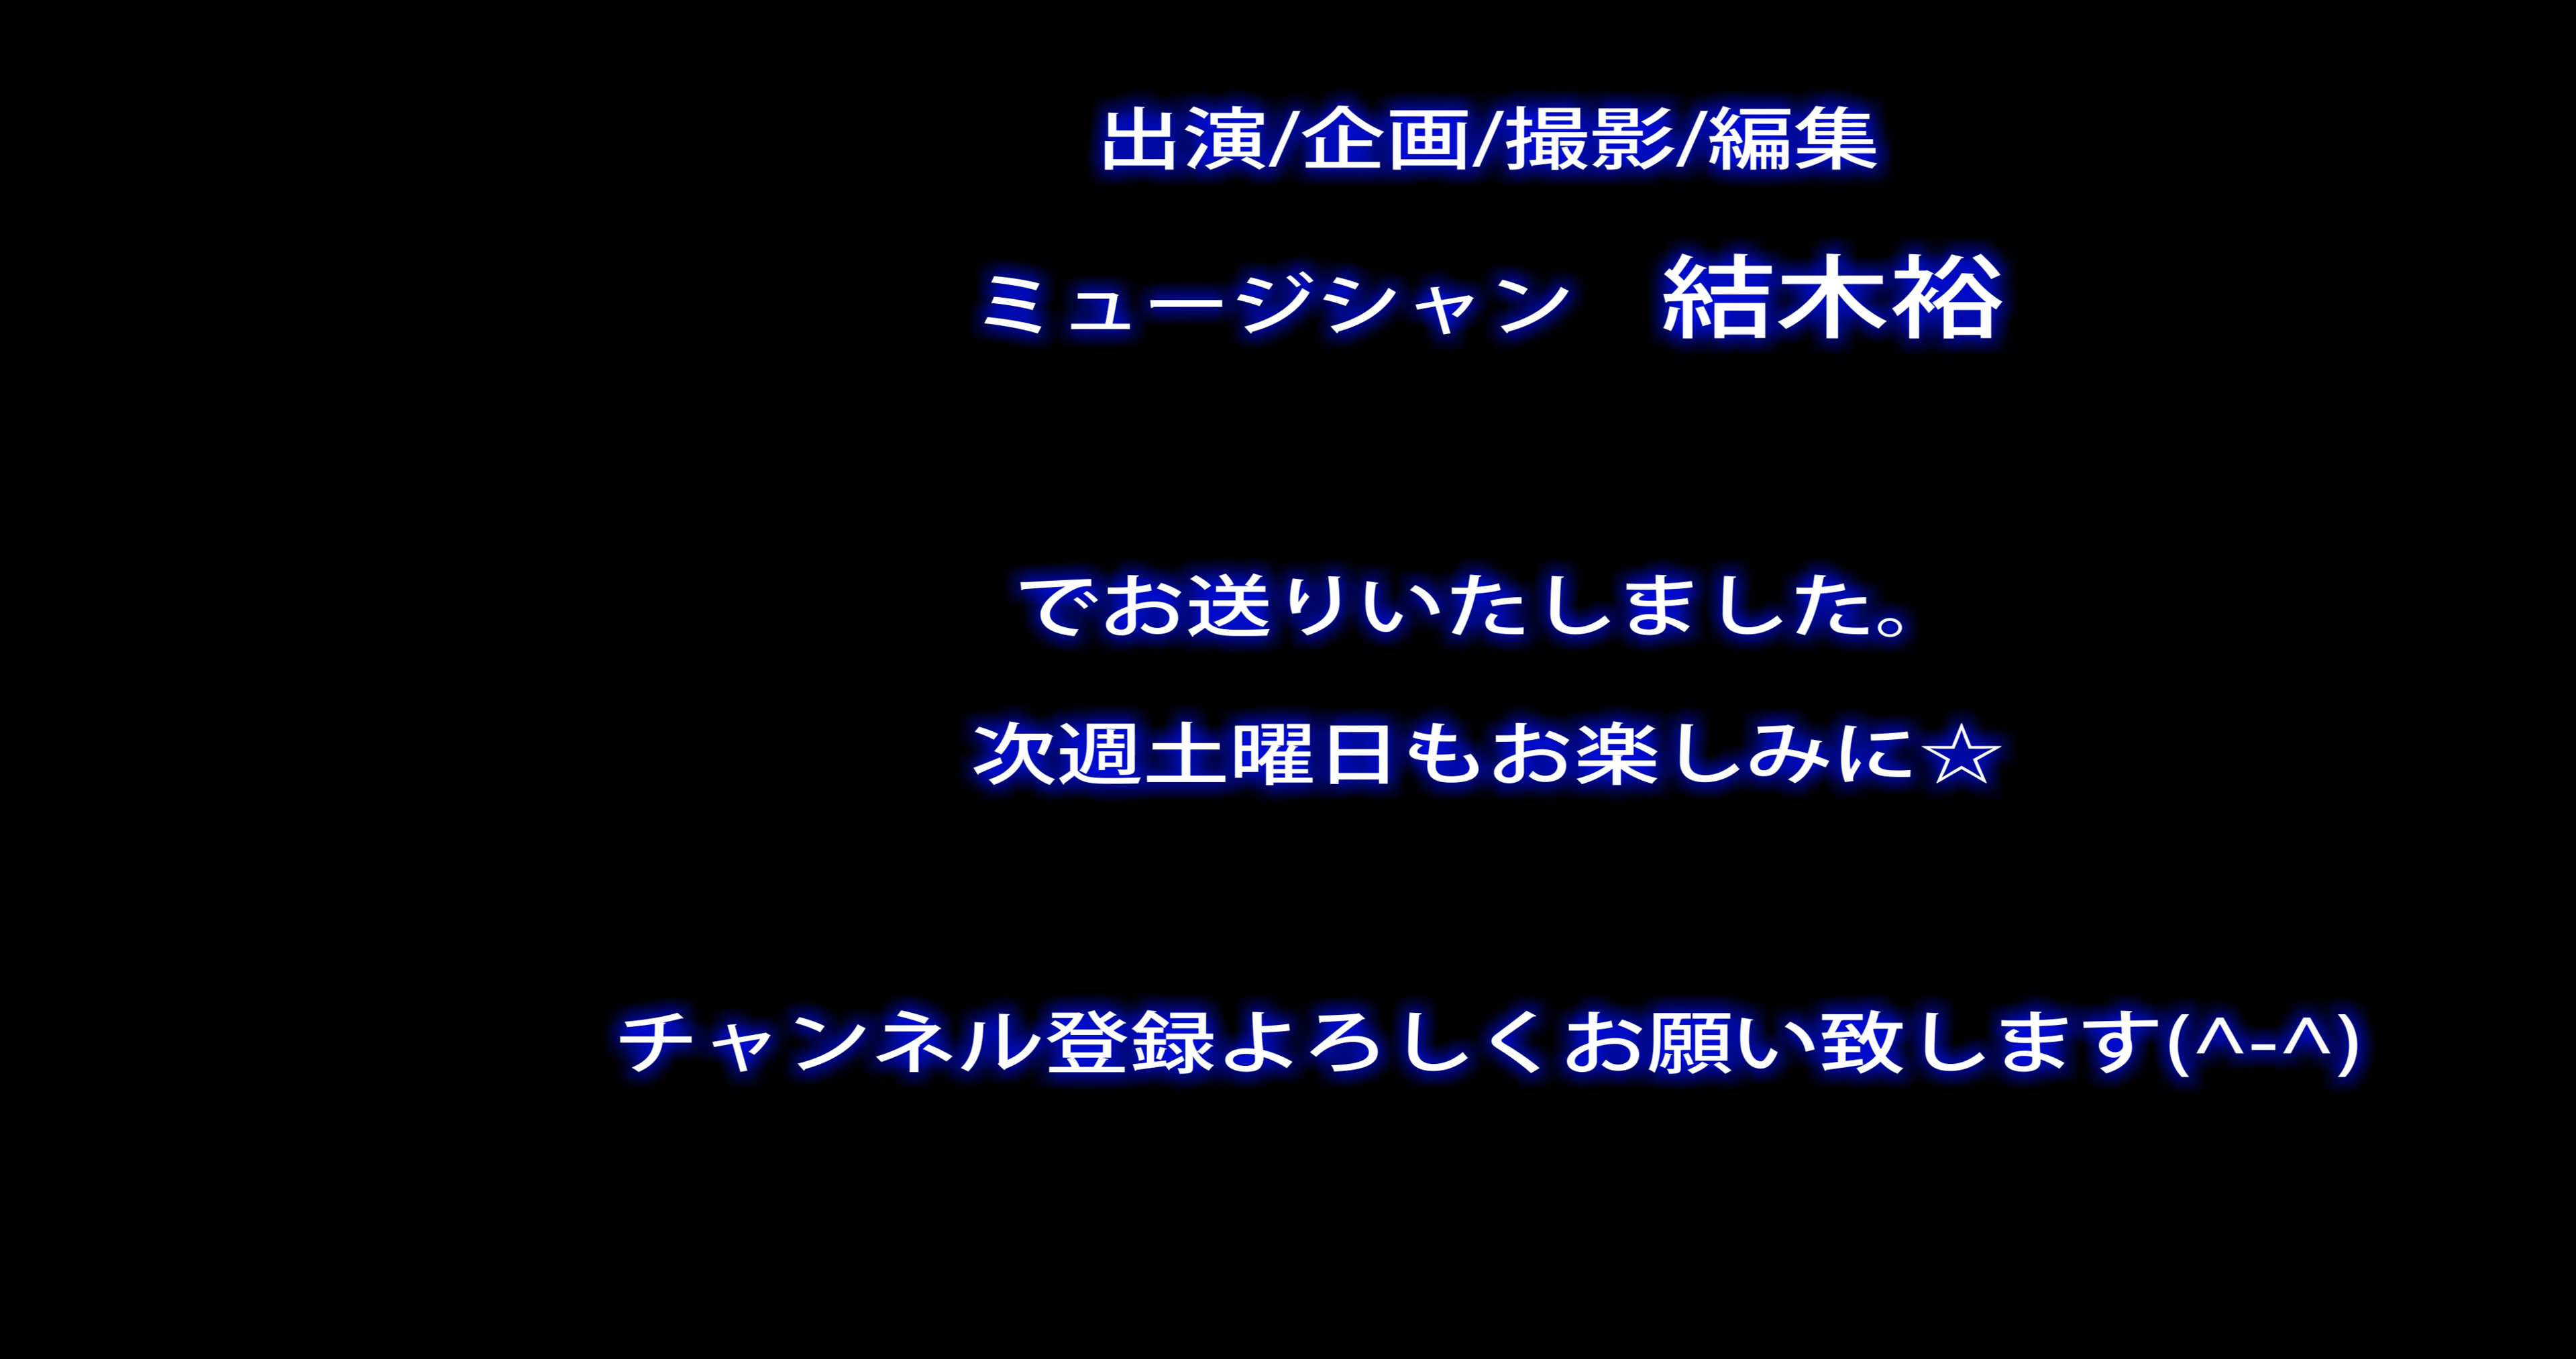 出演/企画/撮影/編集
ミュージシャン　結木裕
でお送りいたしました。
次週土曜日もお楽しみに☆
チャンネル登録よろしくお願い致します(^-^)